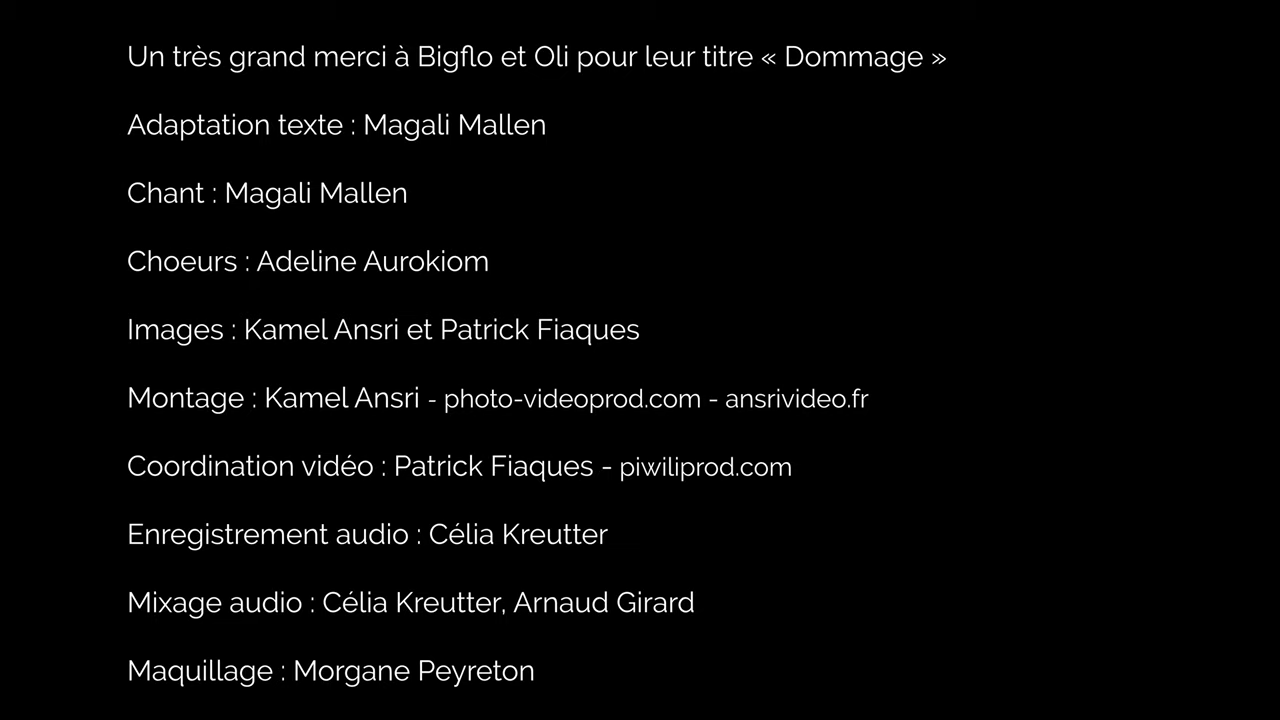 Un très grand merci à Bigflo et Oli pour leur titre « Dommage »
Adaptation texte : Magali Mallen
Chant : Magali Mallen
Choeurs : Adeline Aurokiom
Images : Kamel Ansri et Patrick Fiaques
Montage : Kamel Ansri - photo-videoprod.com - ansrivideo.fr
Coordination vidéo : Patrick Fiaques - piwiliprod.com
Enregistrement audio : Célia Kreutter
Mixage audio : Célia Kreutter, Arnaud Girard
Maquillage : Morgane Peyreton